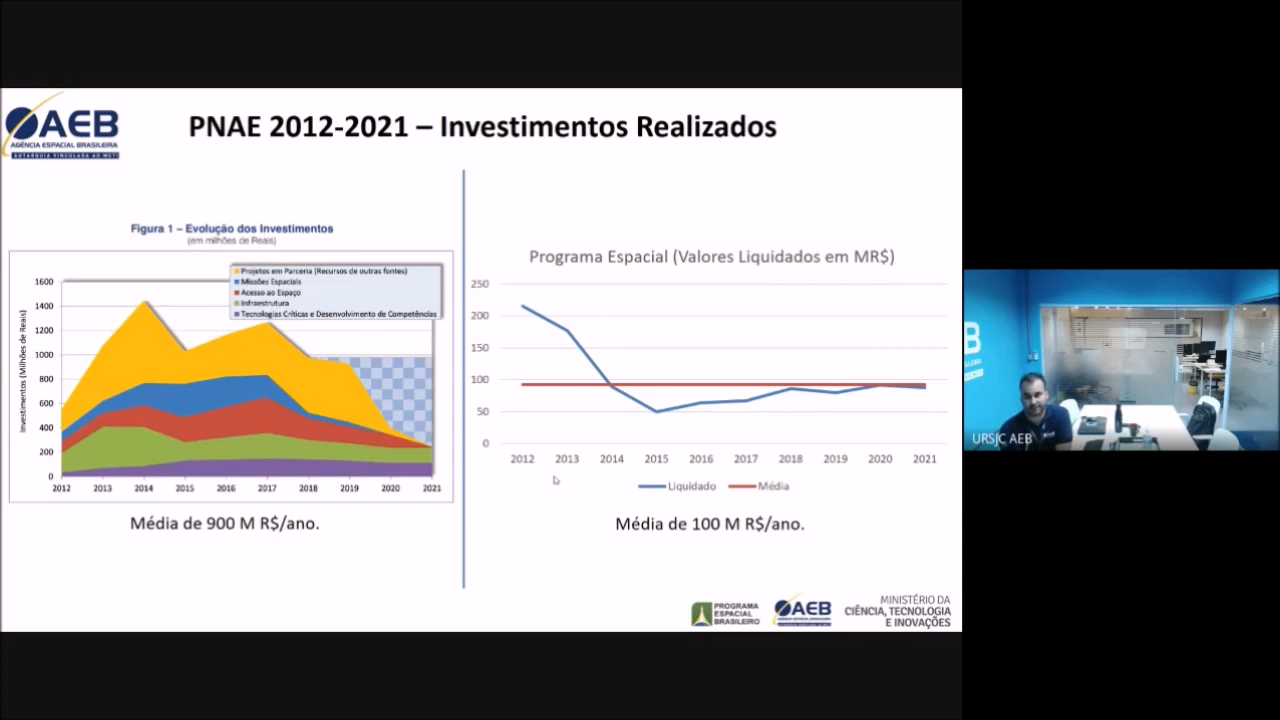 AEB
AGÊNCIA ESPACIAL BRASILEIRA
AUTARQUIA VINCULADA AO MCTI
PNAE 2012-2021 – Investimentos Realizados
Figura 1 – Evolução dos Investimentos
(em milhões de Reais)
Projetos em Parceria (Recursos de outras fontes)
Missões Espaciais
Acesso ao Espaço
Infraestrutura
Tecnologias Críticas e Desenvolvimento de Competências
Investimentos (Milhões de Reais)
1600
1400
1200
1000
800
600
400
200
0
2012 2013 2014 2015 2016 2017 2018 2019 2020 2021
Média de 900 M R$/ano.
Programa Espacial (Valores Liquidados em MR$)
250
200
150
100
50
0
2012 2013 2014 2015 2016 2017 2018 2019 2020 2021
Liquidado Média
Média de 100 M R$/ano.
PROGRAMA
ESPACIAL
BRASILEIRO
AEB
MINISTÉRIO DA
CIÊNCIA, TECNOLOGIA
E INOVAÇÕES
B
URSJC AEB